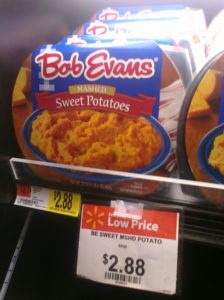 Bob Evans
MASHED
Sweet Potatoes
$2.88
Low Price
BE SWEET MSHD POTATO
$2.88